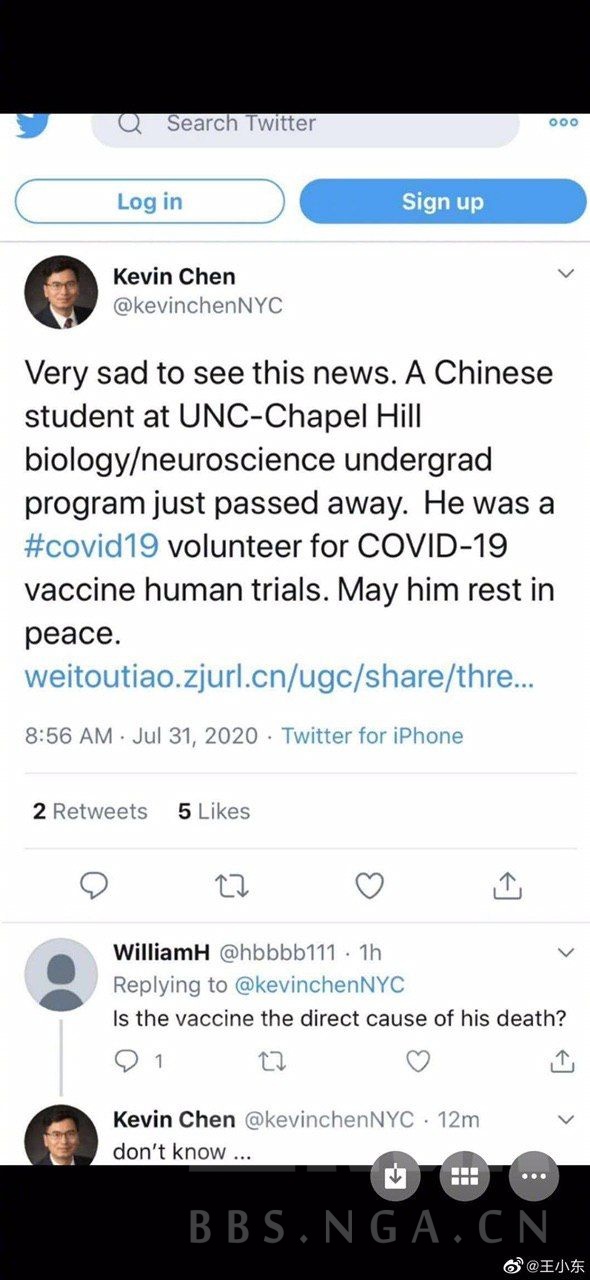 Search Twitter
Log in
Sign up
Kevin Chen
@kevinchenNYC
Very sad to see this news. A Chinese
student at UNC-Chapel Hill
biology/neuroscience undergrad
program just passed away.  He was a
#covid19 volunteer for COVID-19
vaccine human trials. May him rest in
peace.
weitoutiao.zjurl.cn/ugc/share/thre...
8:56 AM · Jul 31, 2020 · Twitter for iPhone
2 Retweets 5 Likes
WilliamH @hbbbb111 · 1h
Replying to @kevinchenNYC
Is the vaccine the direct cause of his death?
1
Kevin Chen @kevinchenNYC · 12m
don't know ...
BBS.NGA.CN
@王小东